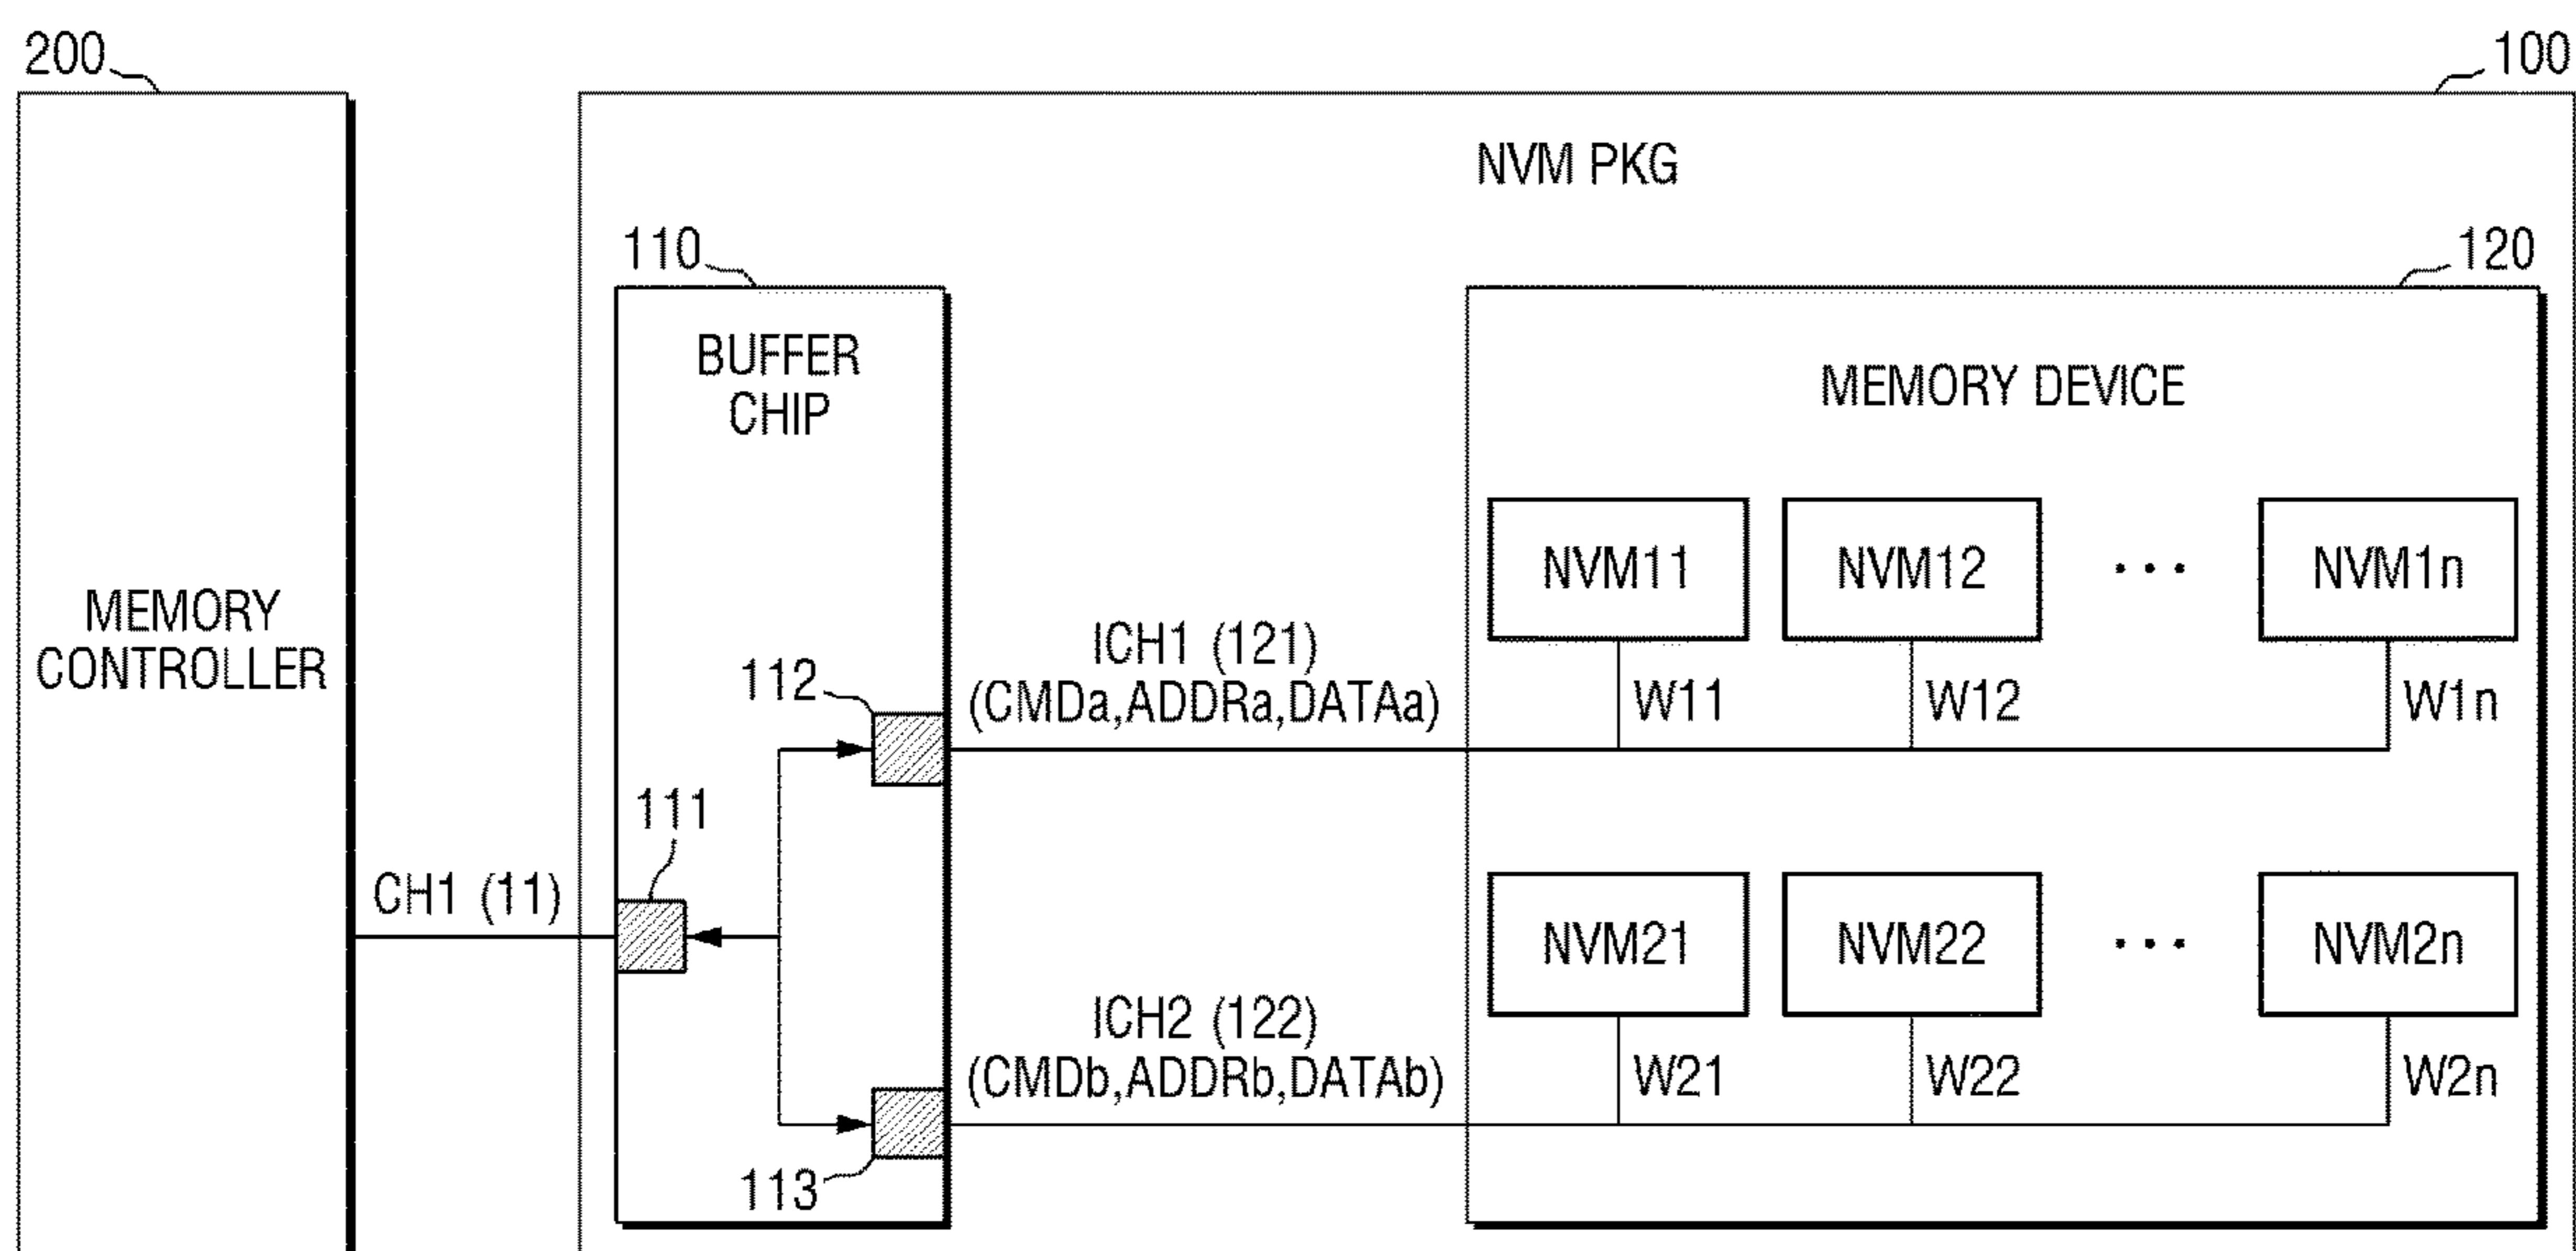 200
100
NVM PKG
110
120
BUFFER
CHIP
MEMORY DEVICE
MEMORY
CONTROLLER
NVM11
NVM12
...
NVM1n
ICH1 (121)
(CMDa,ADDRa,DATAa)
112
W11
W12
W1n
111
CH1 (11)
NVM21
NVM22
...
NVM2n
ICH2 (122)
(CMDb,ADDRb,DATAb)
W21
W22
W2n
113